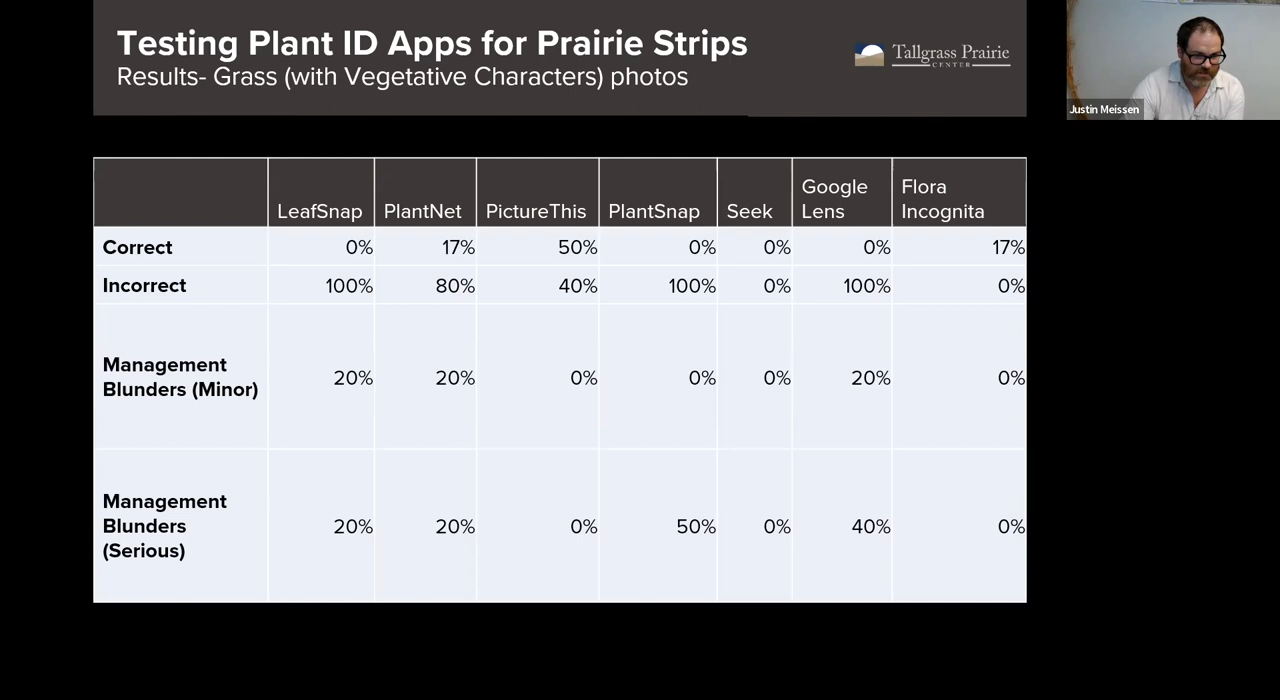 Testing Plant ID Apps for Prairie Strips
Results- Grass (with Vegetative Characters) photos
Tallgrass Prairie
CENTER
Justin Meissen
LeafSnap PlantNet PictureThis PlantSnap Seek Google Lens Flora Incognita
Correct 0% 17% 50% 0% 0% 0% 17%
Incorrect 100% 80% 40% 100% 0% 100% 0%
Management
Blunders (Minor) 20% 20% 0% 0% 0% 20% 0%
Management
Blunders 20% 20% 0% 50% 0% 40% 0%
(Serious)